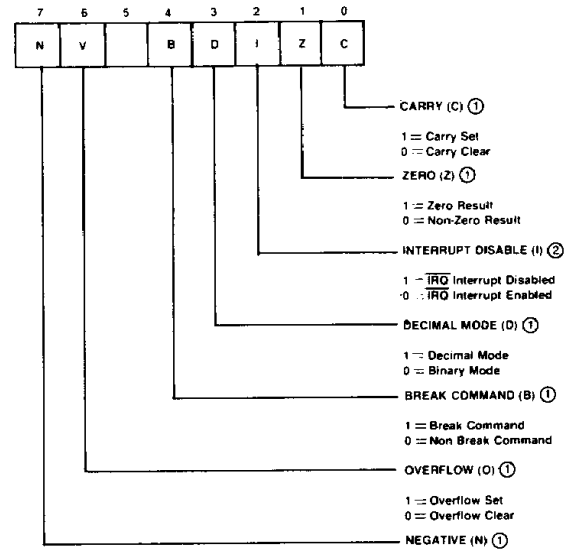 7 6 5 4 3 2 1 0
N V B D I Z C
CARRY (C) ①
1 = Carry Set
0 = Carry Clear
ZERO (Z) ①
1 = Zero Result
0 = Non-Zero Result
INTERRUPT DISABLE (I) ②
1 = IRQ Interrupt Disabled
0 = IRQ Interrupt Enabled
DECIMAL MODE (D) ①
1 = Decimal Mode
0 = Binary Mode
BREAK COMMAND (B) ①
1 = Break Command
0 = Non Break Command
OVERFLOW (O) ①
1 = Overflow Set
0 = Overflow Clear
NEGATIVE (N) ①